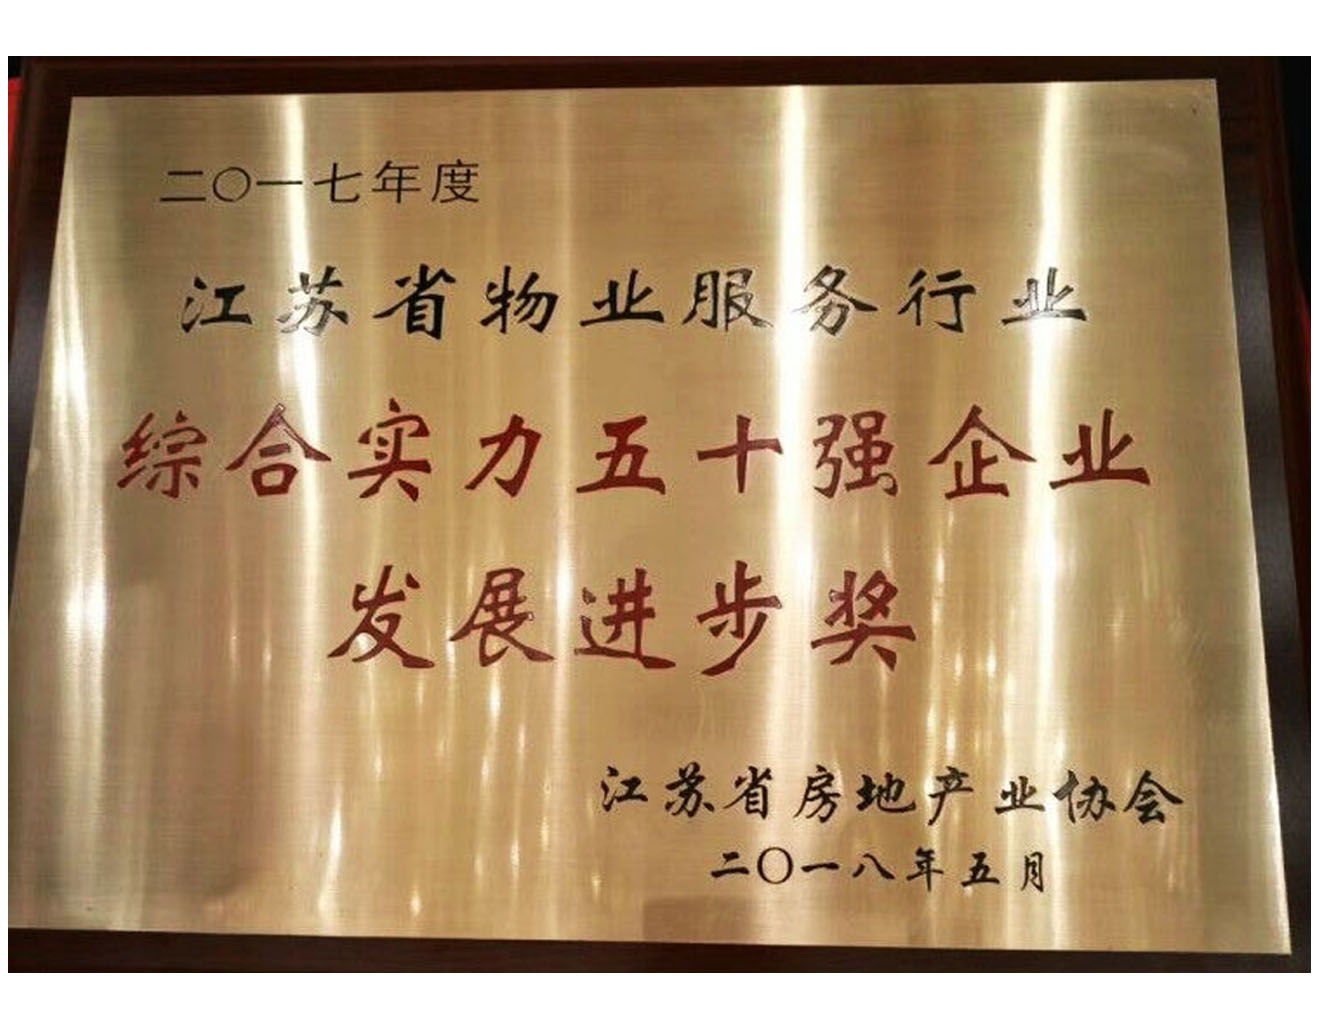 二〇一七年度
江苏省物业服务行业
综合实力五十强企业
发展进步奖
江苏省房地产业协会
二〇一八年五月